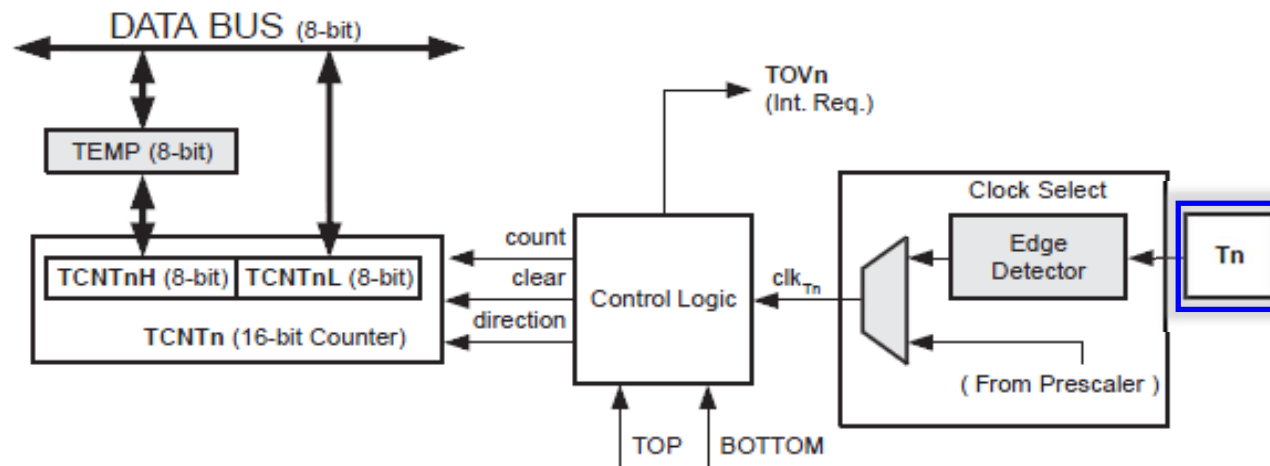 DATA BUS (8-bit)
TOVn
(Int. Req.)
TEMP (8-bit)
Clock Select
Edge
Detector
Tn
count
TCNTnH (8-bit) TCNTnL (8-bit)
clear
Control Logic
clkTn
direction
TCNTn (16-bit Counter)
( From Prescaler )
TOP
BOTTOM